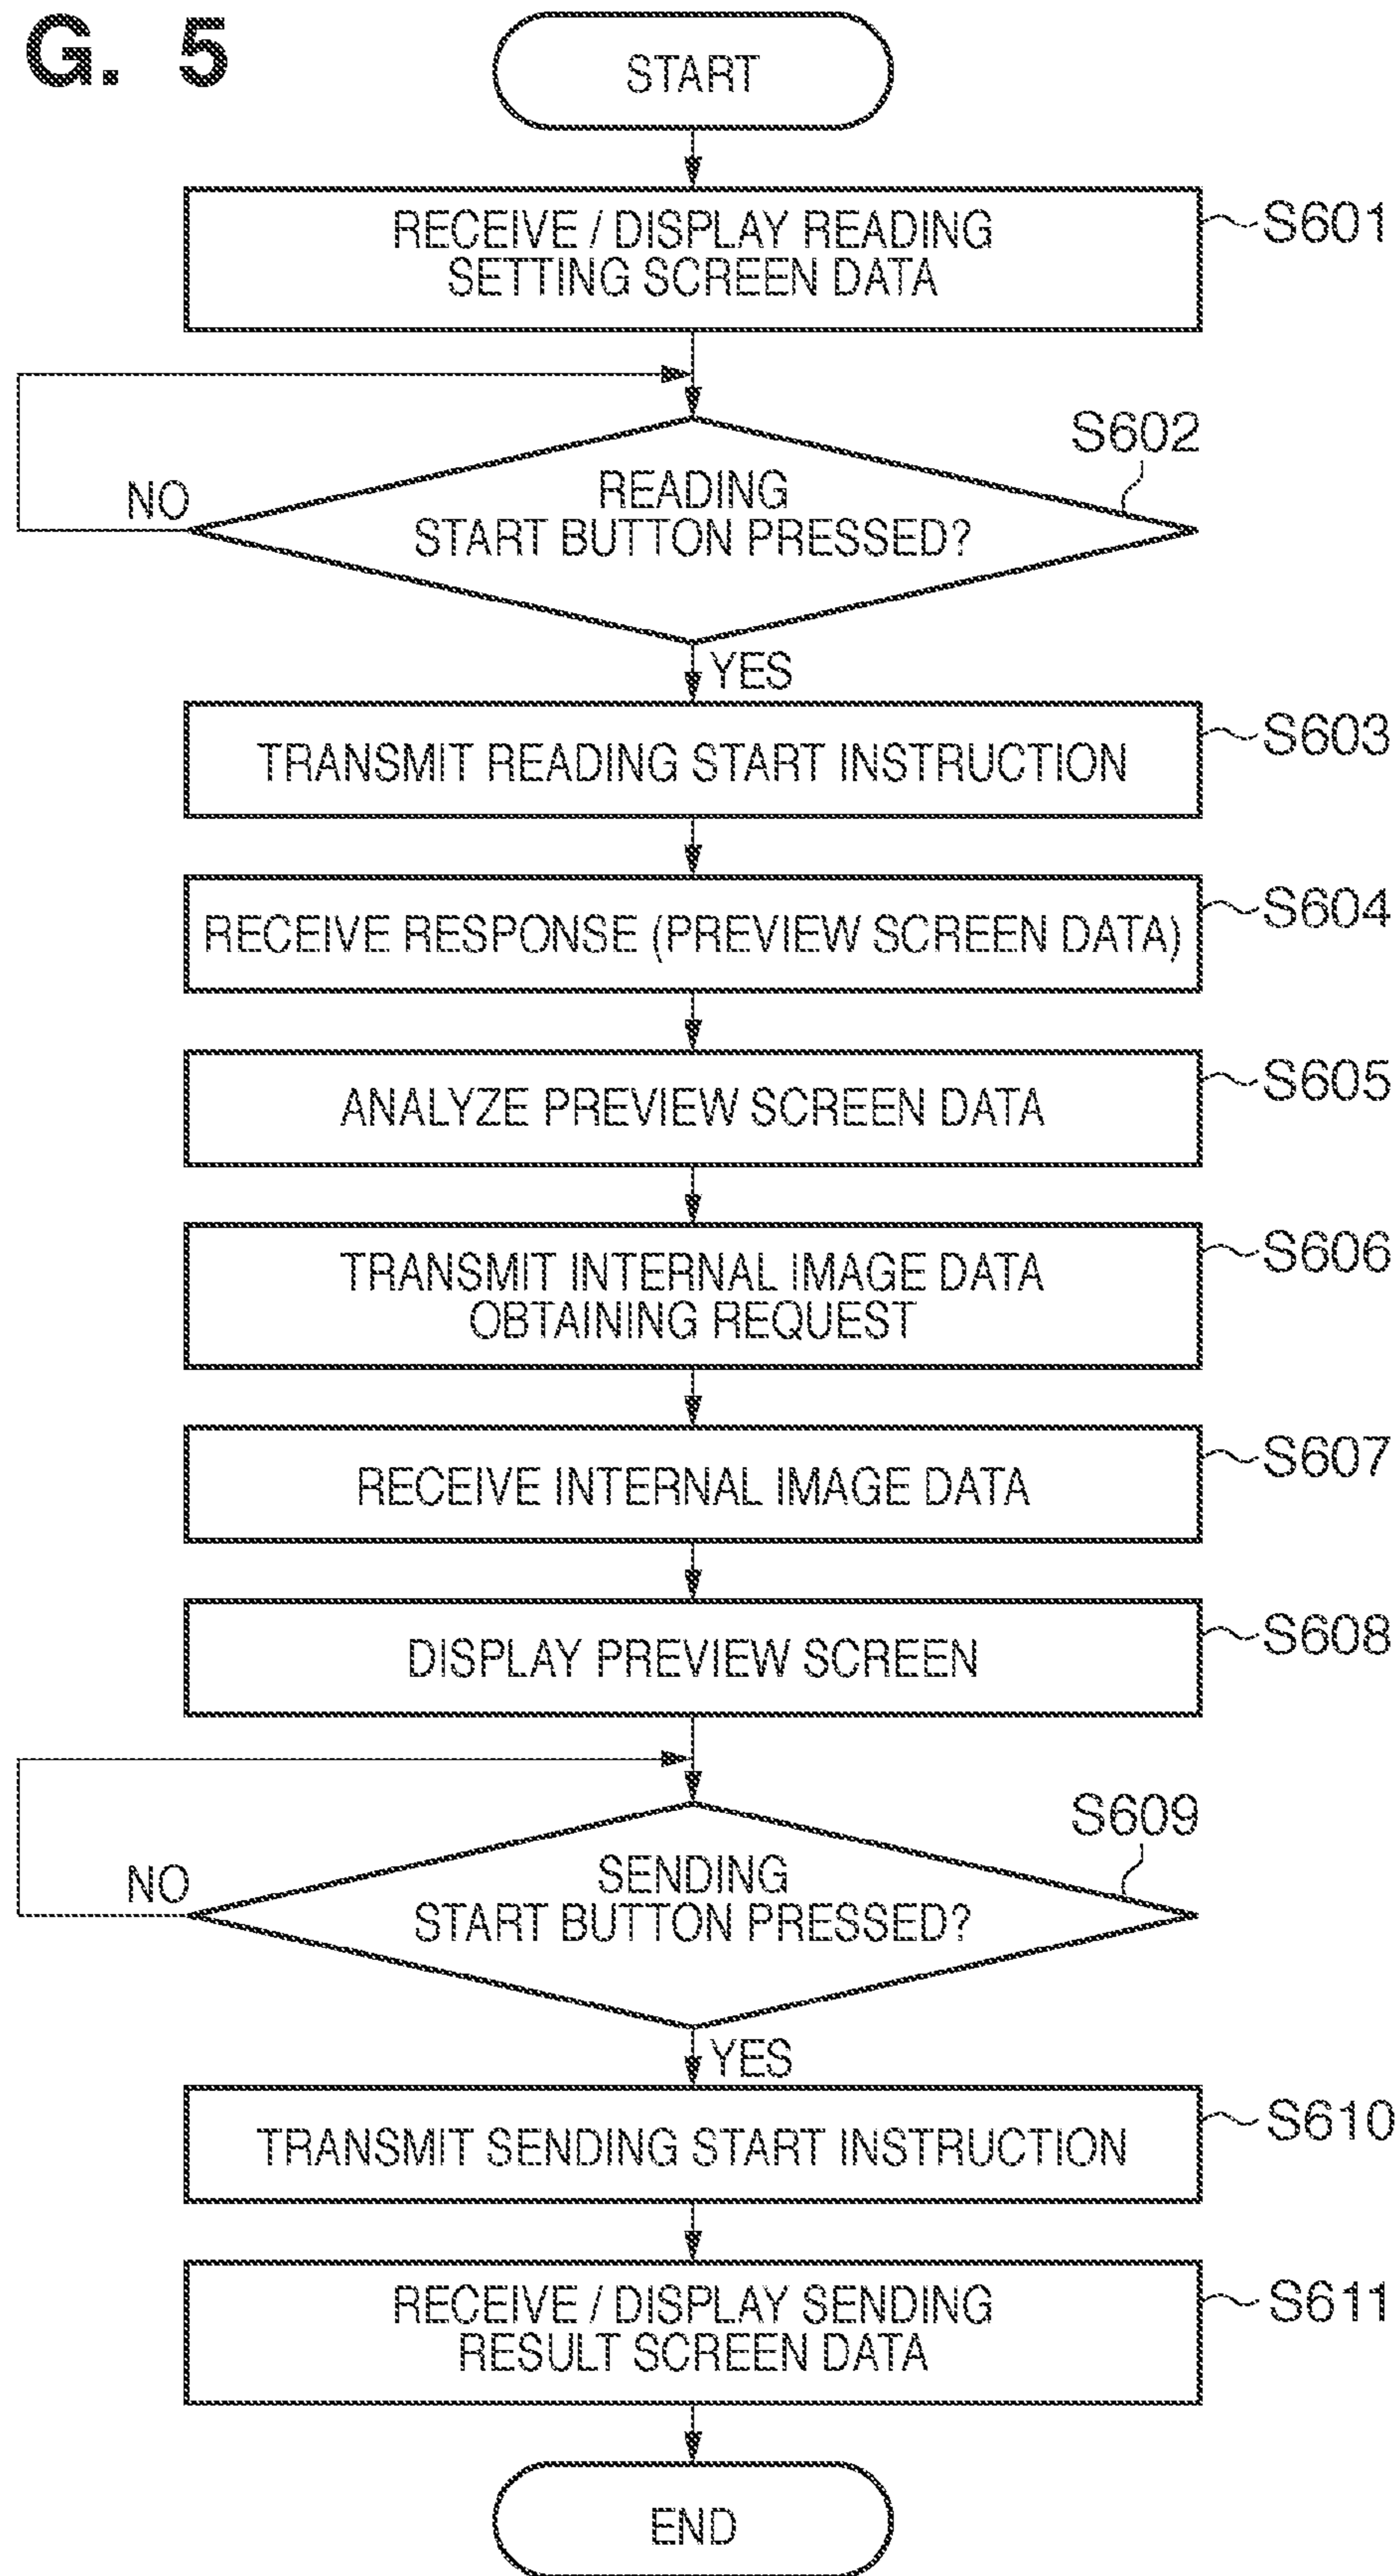 G. 5
START
RECEIVE / DISPLAY READING
SETTING SCREEN DATA
S601
S602
READING
START BUTTON PRESSED?
NO
YES
TRANSMIT READING START INSTRUCTION
S603
RECEIVE RESPONSE (PREVIEW SCREEN DATA)
S604
ANALYZE PREVIEW SCREEN DATA
S605
TRANSMIT INTERNAL IMAGE DATA
OBTAINING REQUEST
S606
RECEIVE INTERNAL IMAGE DATA
S607
DISPLAY PREVIEW SCREEN
S608
S609
SENDING
START BUTTON PRESSED?
NO
YES
TRANSMIT SENDING START INSTRUCTION
S610
RECEIVE / DISPLAY SENDING
RESULT SCREEN DATA
S611
END